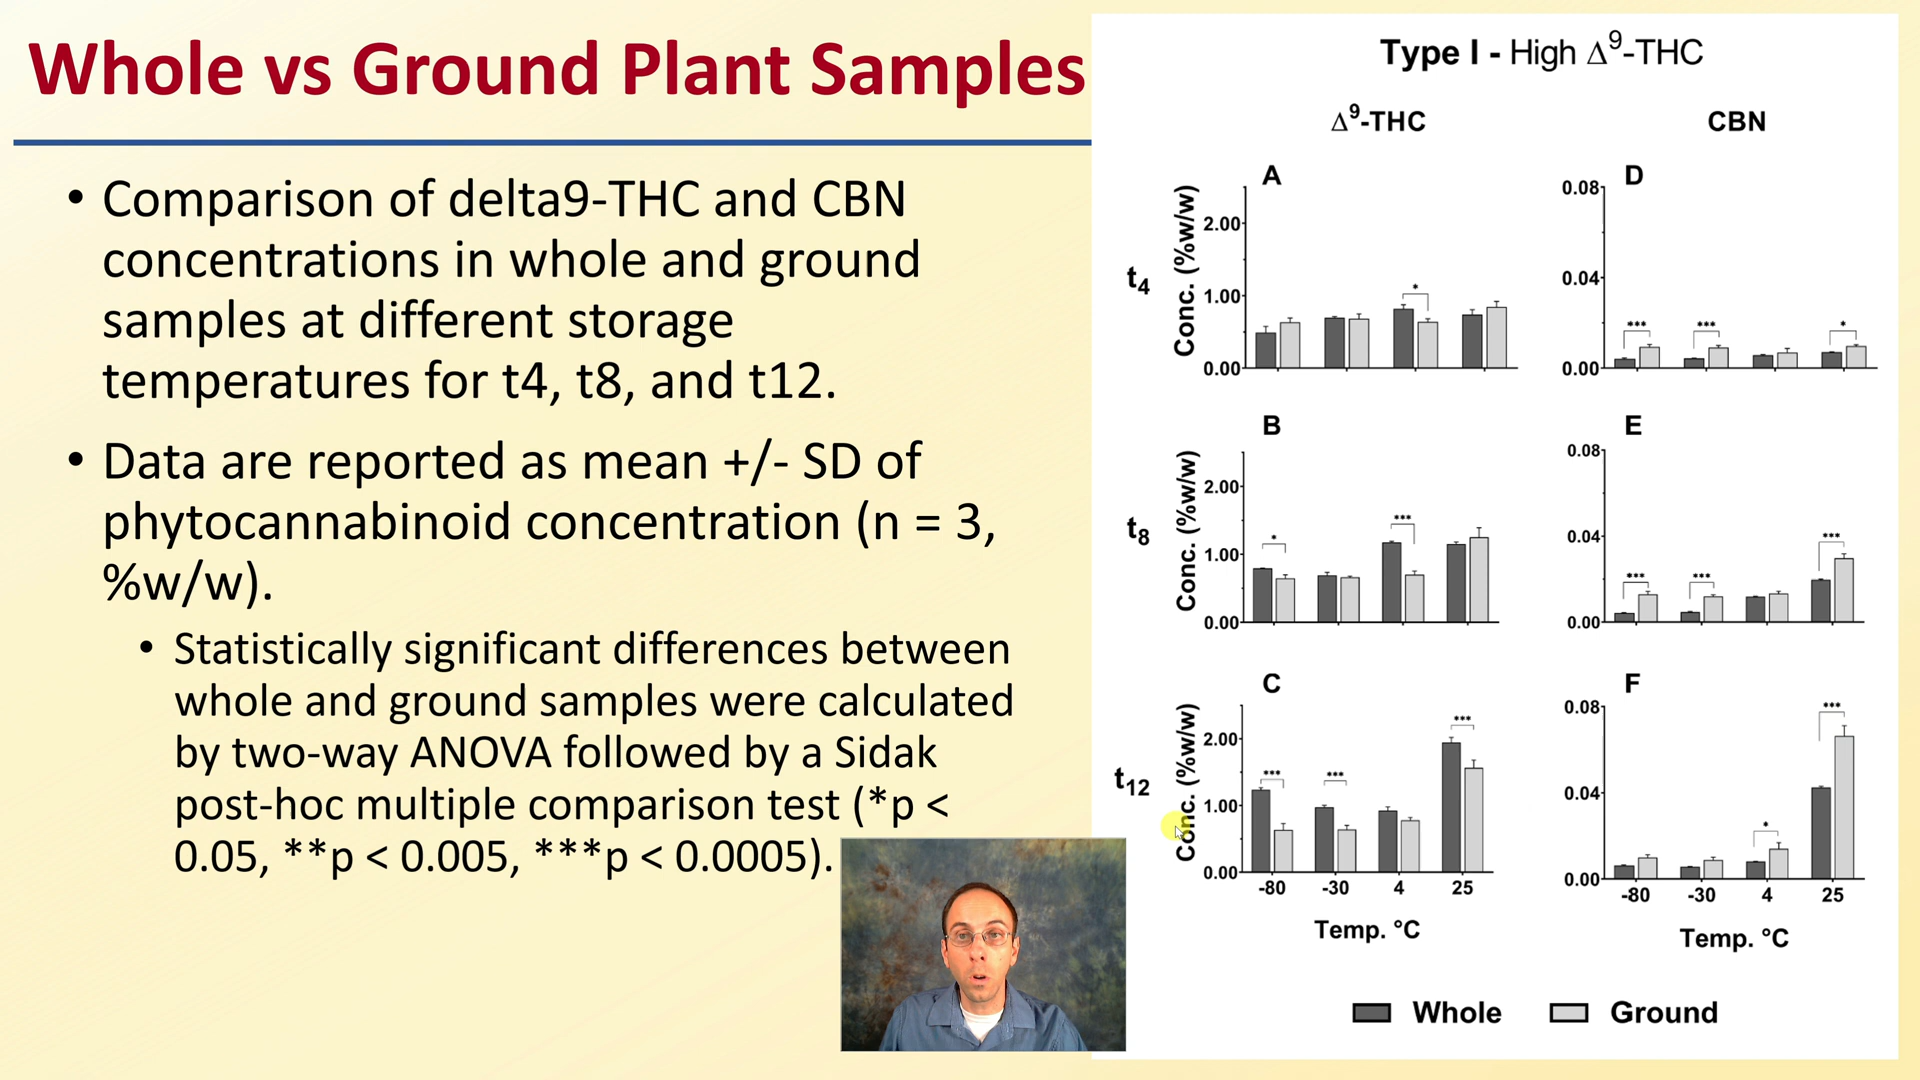 Whole vs Ground Plant Samples
• Comparison of delta9-THC and CBN
concentrations in whole and ground
samples at different storage
temperatures for t4, t8, and t12.
• Data are reported as mean +/- SD of
phytocannabinoid concentration (n = 3,
%w/w).
• Statistically significant differences between
whole and ground samples were calculated
by two-way ANOVA followed by a Sidak
post-hoc multiple comparison test (*p <
0.05, **p < 0.005, ***p < 0.0005).
Type I - High Δ⁹-THC
Δ⁹-THC
CBN
t₄
A
Conc. (%w/w)
2.00
1.00
0.00
*
D
0.08
0.04
0.00
***
***
*
t₈
B
Conc. (%w/w)
2.00
1.00
0.00
*
***
E
0.08
0.04
0.00
***
***
***
t₁₂
C
Conc. (%w/w)
2.00
1.00
0.00
***
***
***
-80 -30 4 25
Temp. °C
F
0.08
0.04
0.00
*
***
-80 -30 4 25
Temp. °C
Whole Ground